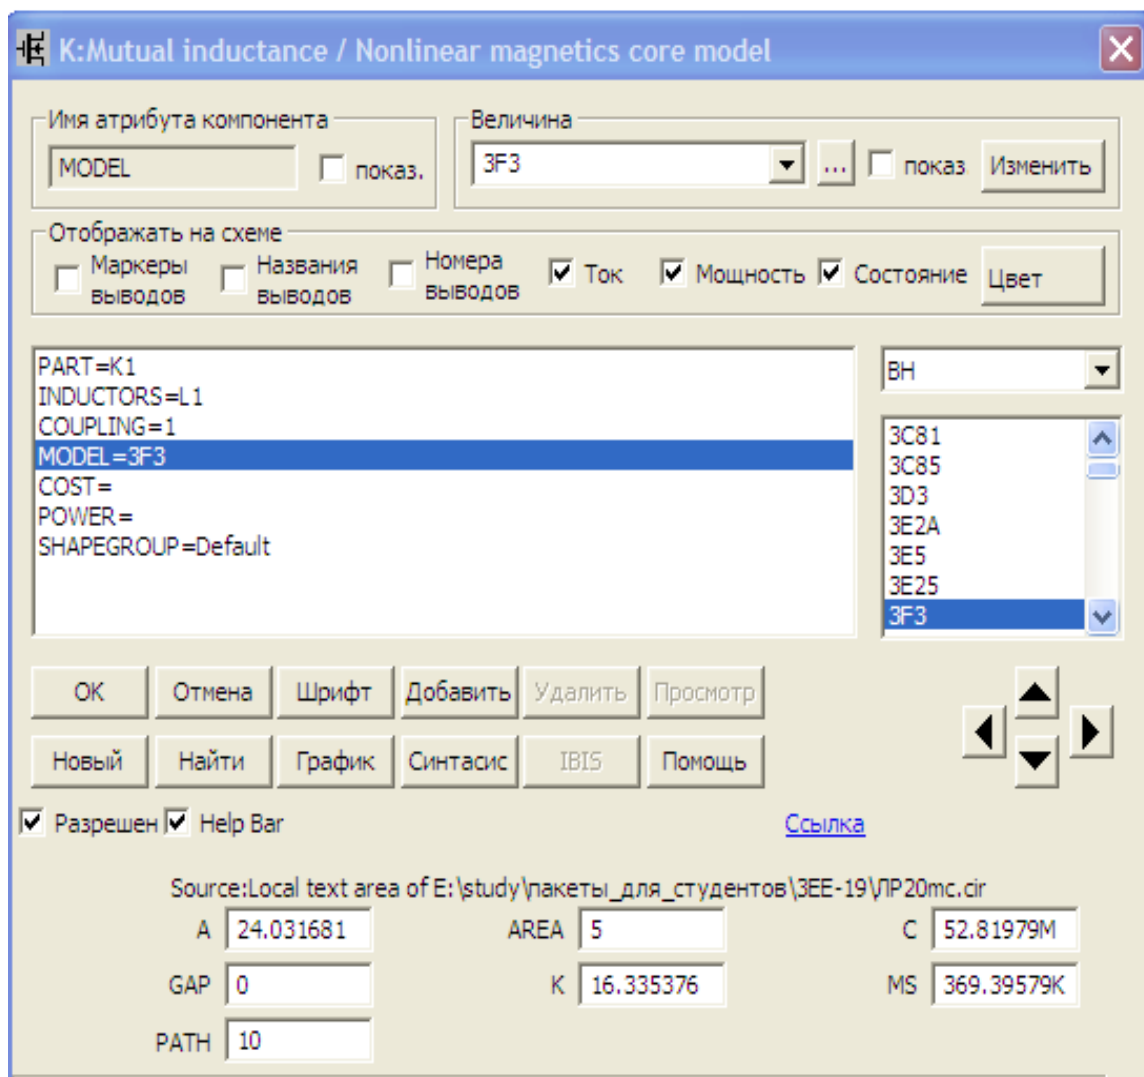 K:Mutual inductance / Nonlinear magnetics core model
Имя атрибута компонента
Величина
MODEL
показ.
3F3
...
показ
Изменить
Отображать на схеме
Маркеры выводов
Названия выводов
Номера выводов
Ток
Мощность
Состояние
Цвет
PART=K1
INDUCTORS=L1
COUPLING=1
MODEL=3F3
COST=
POWER=
SHAPEGROUP=Default
BH
3C81
3C85
3D3
3E2A
3E5
3E25
3F3
OK
Отмена
Шрифт
Добавить
Удалить
Просмотр
Новый
Найти
График
Синтасис
IBIS
Помощь
Разрешен
Help Bar
Ссылка
Source:Local text area of E:\study\пакеты_для_студентов\ЗЕЕ-19\ЛР20mc.cir
A 24.031681
AREA 5
C 52.81979M
GAP 0
K 16.335376
MS 369.39579K
PATH 10